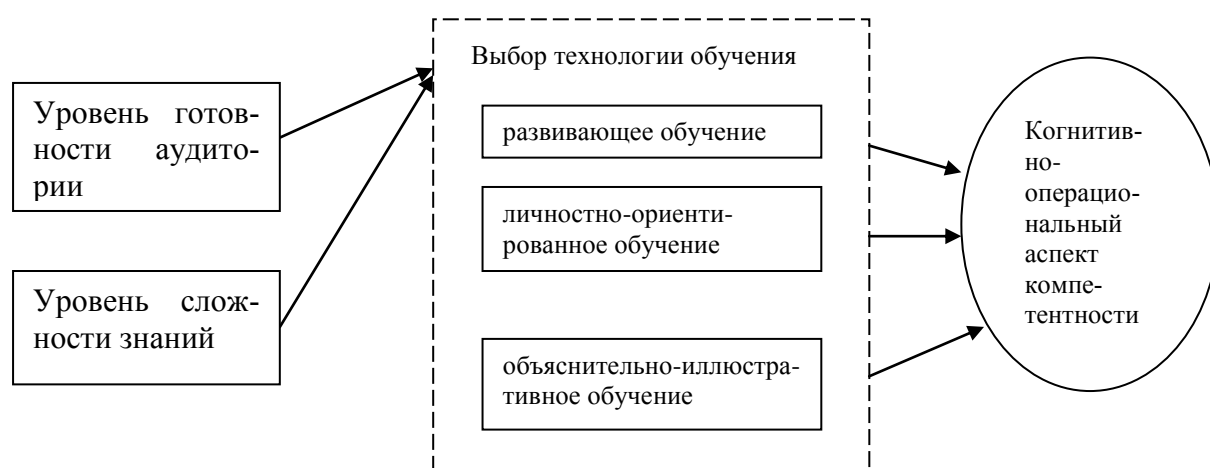 Уровень готов-
ности аудито-
рии
Уровень слож-
ности знаний
Выбор технологии обучения
развивающее обучение
личностно-ориенти-
рованное обучение
объяснительно-иллюстра-
тивное обучение
Когнитив-
но-
операцио-
нальный
аспект
компе-
тентности